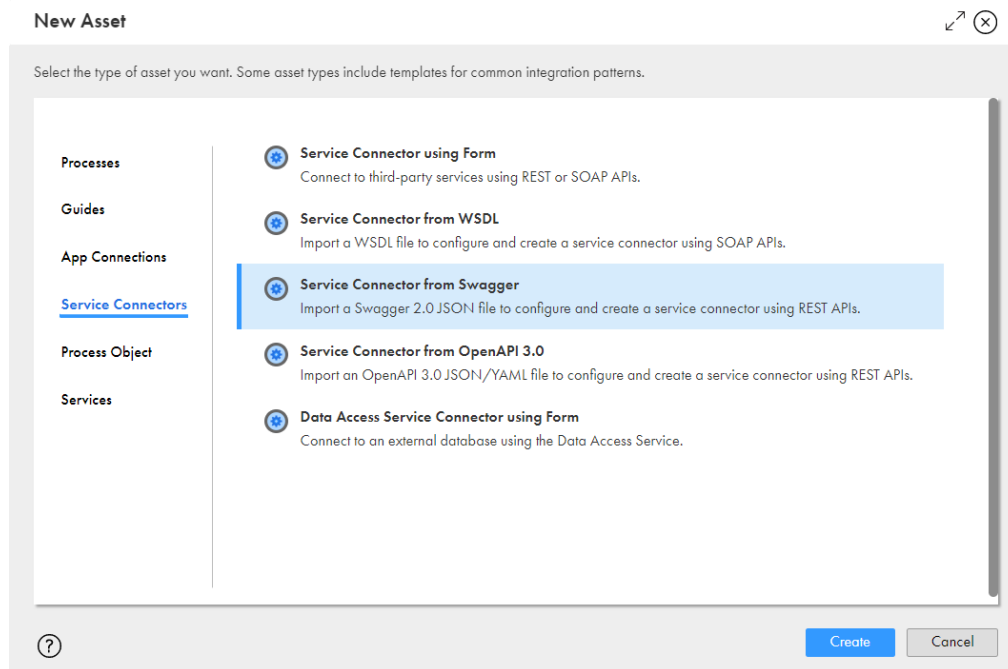 New Asset
Select the type of asset you want. Some asset types include templates for common integration patterns.
Processes
Guides
App Connections
Service Connectors
Process Object
Services
Service Connector using Form
Connect to third-party services using REST or SOAP APIs.
Service Connector from WSDL
Import a WSDL file to configure and create a service connector using SOAP APIs.
Service Connector from Swagger
Import a Swagger 2.0 JSON file to configure and create a service connector using REST APIs.
Service Connector from OpenAPI 3.0
Import an OpenAPI 3.0 JSON/YAML file to configure and create a service connector using REST APIs.
Data Access Service Connector using Form
Connect to an external database using the Data Access Service.
?
Create
Cancel